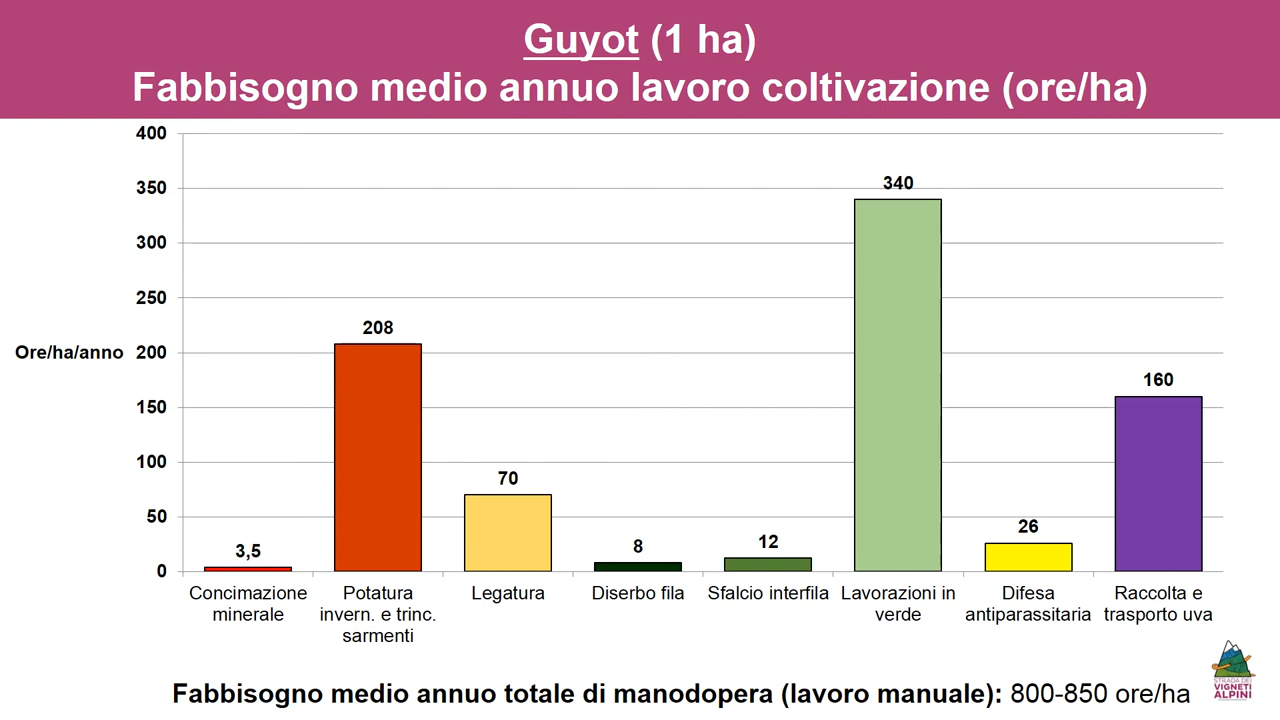 Guyot (1 ha)
Fabbisogno medio annuo lavoro coltivazione (ore/ha)
400
350
300
250
Ore/ha/anno 200
150
100
50
0
3,5
208
70
8
12
340
26
160
Concimazione
minerale
Potatura
invern. e trinc.
sarmenti
Legatura
Diserbo fila
Sfalcio interfila
Lavorazioni in
verde
Difesa
antiparassitaria
Raccolta e
trasporto uva
Fabbisogno medio annuo totale di manodopera (lavoro manuale): 800-850 ore/ha
STRADA DEI
VIGNETI
ALPINI